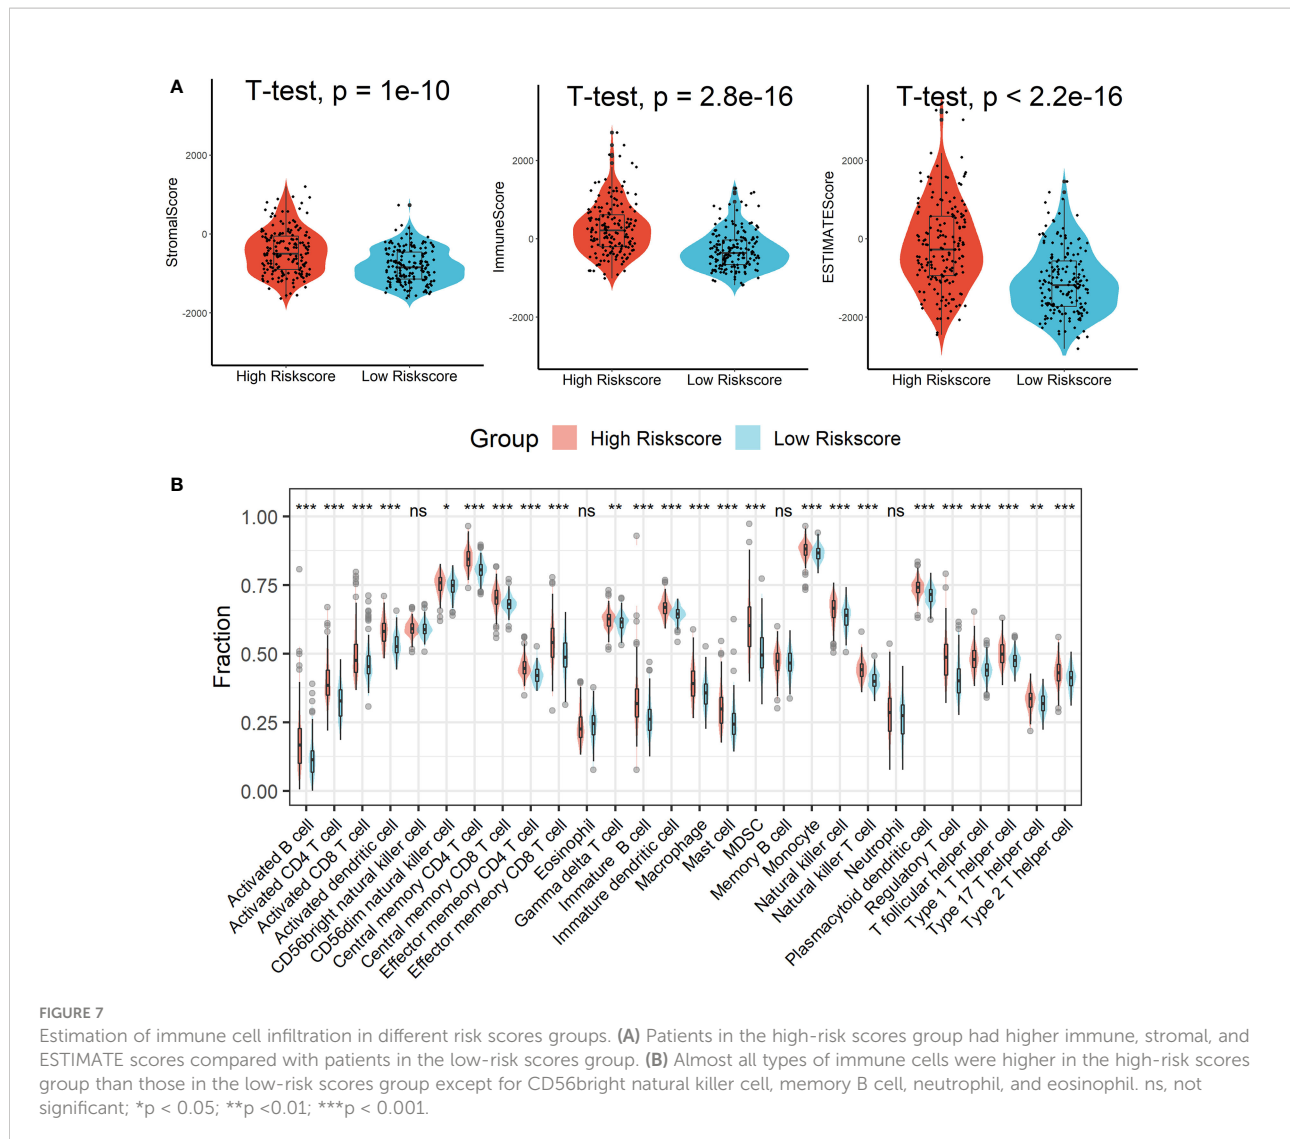 A
T-test, p = 1e-10
T-test, p = 2.8e-16
T-test, p < 2.2e-16
StromalScore
2000
0
-2000
High Riskscore
Low Riskscore
ImmuneScore
2000
0
-2000
High Riskscore
Low Riskscore
ESTIMATEScore
2000
0
-2000
High Riskscore
Low Riskscore
Group High Riskscore Low Riskscore
B
*** *** *** *** ns * *** *** *** *** ns ** *** *** *** *** *** ns *** *** *** ns *** *** *** *** ** ***
Fraction
1.00
0.75
0.50
0.25
0.00
Activated B cell
Activated CD4 T cell
Activated CD8 T cell
Activated dendritic cell
CD56bright natural killer cell
CD56dim natural killer cell
Central memory CD4 T cell
Central memory CD8 T cell
Effector memeory CD4 T cell
Effector memeory CD8 T cell
Eosinophil
Gamma delta T cell
Immature B cell
Immature dendritic cell
Macrophage
Mast cell
MDSC
Memory B cell
Monocyte
Natural killer cell
Natural killer T cell
Neutrophil
Plasmacytoid dendritic cell
Regulatory T cell
T follicular helper cell
Type 1 T helper cell
Type 17 T helper cell
Type 2 T helper cell
FIGURE 7
Estimation of immune cell infiltration in different risk scores groups. (A) Patients in the high-risk scores group had higher immune, stromal, and
ESTIMATE scores compared with patients in the low-risk scores group. (B) Almost all types of immune cells were higher in the high-risk scores
group than those in the low-risk scores group except for CD56bright natural killer cell, memory B cell, neutrophil, and eosinophil. ns, not
significant; *p < 0.05; **p <0.01; ***p < 0.001.